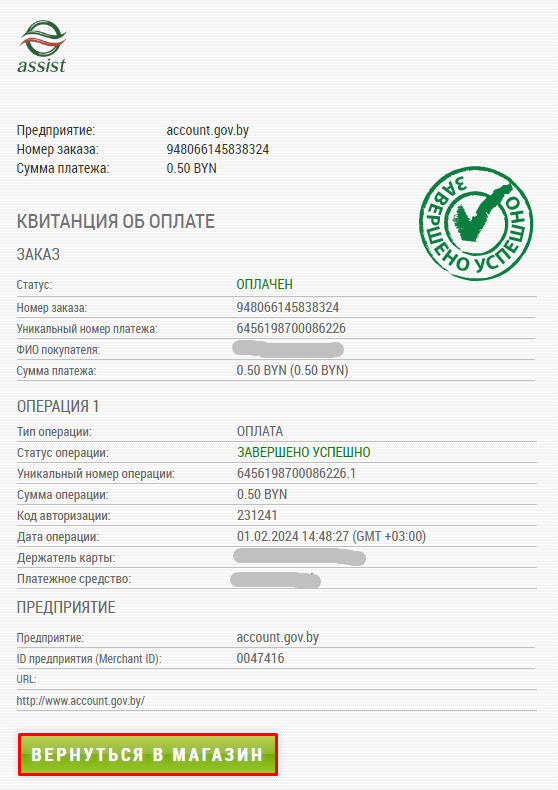 assist
Предприятие: account.gov.by
Номер заказа: 948066145838324
Сумма платежа: 0.50 BYN
ЗАВЕРШЕНО УСПЕШНО
КВИТАНЦИЯ ОБ ОПЛАТЕ
ЗАКАЗ
Статус: ОПЛАЧЕН
Номер заказа: 948066145838324
Уникальный номер платежа: 6456198700086226
ФИО покупателя:
Сумма платежа: 0.50 BYN (0.50 BYN)
ОПЕРАЦИЯ 1
Тип операции: ОПЛАТА
Статус операции: ЗАВЕРШЕНО УСПЕШНО
Уникальный номер операции: 6456198700086226.1
Сумма операции: 0.50 BYN
Код авторизации: 231241
Дата операции: 01.02.2024 14:48:27 (GMT +03:00)
Держатель карты:
Платежное средство:
ПРЕДПРИЯТИЕ
Предприятие: account.gov.by
ID предприятия (Merchant ID): 0047416
URL:
http://www.account.gov.by/
ВЕРНУТЬСЯ В МАГАЗИН